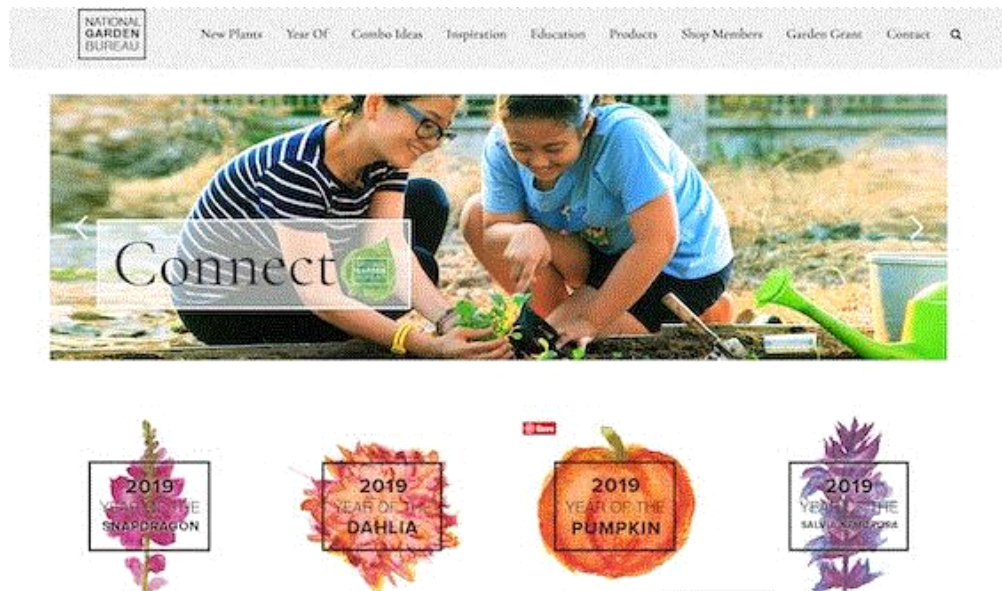 NATIONAL
GARDEN
BUREAU
New Plants Year Of Combo Ideas Inspiration Education Products Shop Members Garden Grant Contact
Connect
Save
2019
YEAR OF THE
SNAPDRAGON
2019
YEAR OF THE
DAHLIA
2019
YEAR OF THE
PUMPKIN
2019
YEAR OF THE
SALVIA NEMOROSA